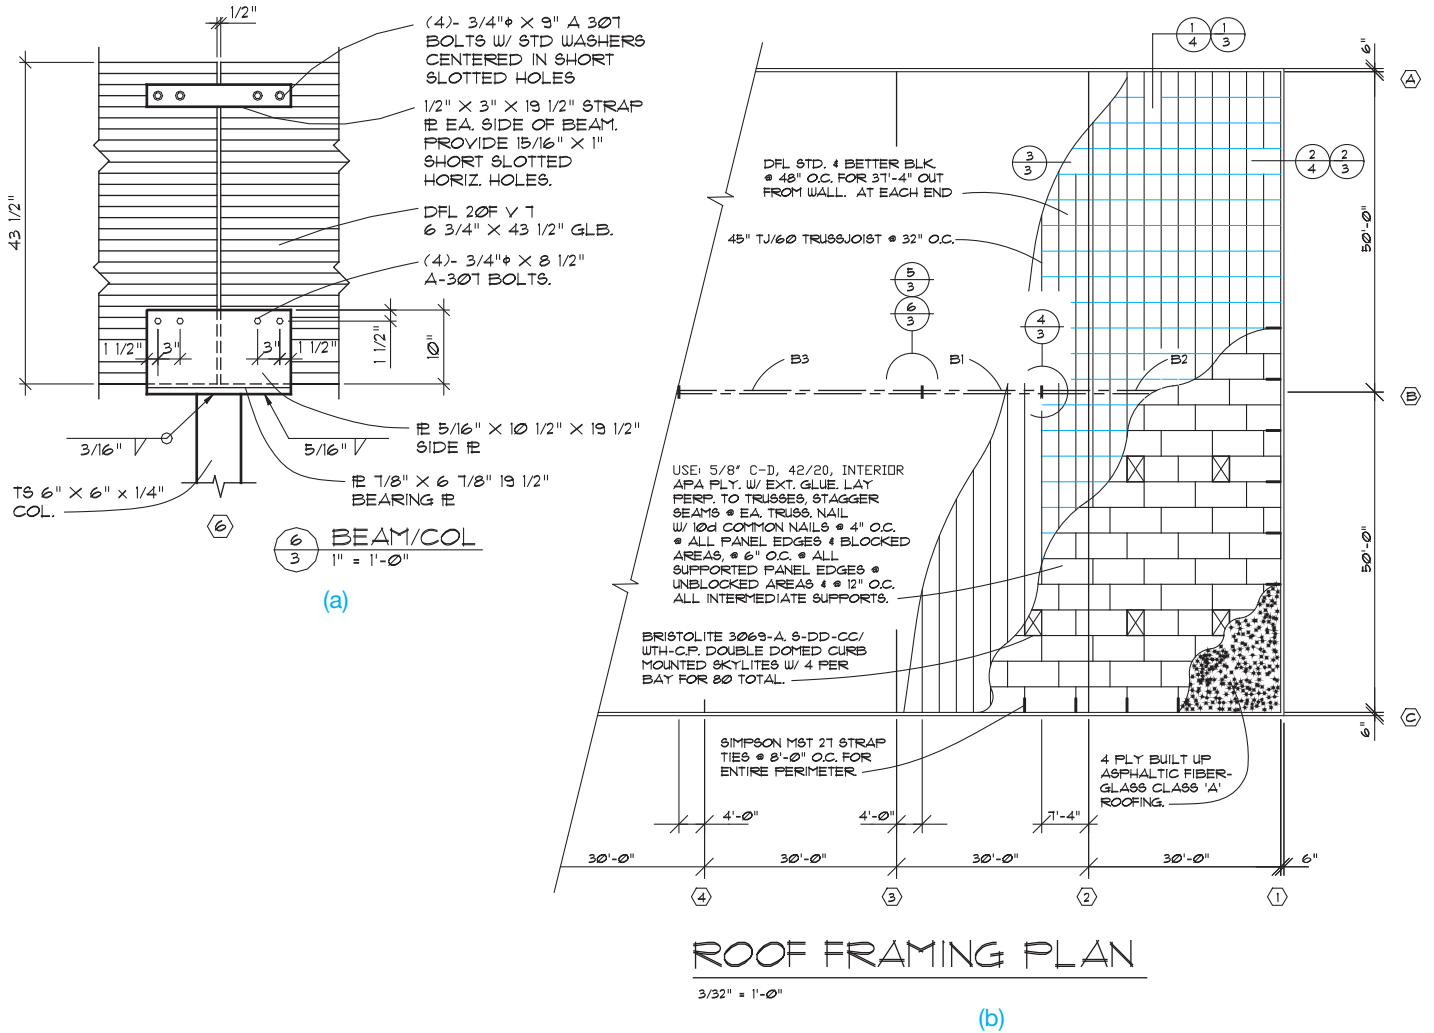 1/2"
(4)- 3/4"ɸ X 9" A 307
BOLTS W/ STD WASHERS
CENTERED IN SHORT
SLOTTED HOLES
1/2" X 3" X 19 1/2" STRAP
PL EA. SIDE OF BEAM.
PROVIDE 15/16" X 1"
SHORT SLOTTED
HORIZ. HOLES.
DFL 20F V 7
6 3/4" X 43 1/2" GLB.
(4)- 3/4"ɸ X 8 1/2"
A-307 BOLTS.
43 1/2"
1 1/2"
3"
3"
1 1/2"
1 1/2"
10"
PL 5/16" X 10 1/2" X 19 1/2"
SIDE PL
3/16"
5/16"
PL 7/8" X 6 7/8" 19 1/2"
BEARING PL
TS 6" X 6" x 1/4"
COL.
6
6
3
BEAM/COL
1" = 1'-0"
(a)
1
4
1
3
6"
A
3
3
2
4
2
3
DFL STD. & BETTER BLK.
@ 48" O.C. FOR 37'-4" OUT
FROM WALL. AT EACH END
45" TJ/60 TRUSSJOIST @ 32" O.C.
50'-0"
5
3
6
3
4
3
B3
B1
B2
B
USE: 5/8" C-D, 42/20, INTERIOR
APA PLY. W/ EXT. GLUE. LAY
PERP. TO TRUSSES, STAGGER
SEAMS @ EA. TRUSS. NAIL
W/ 10d COMMON NAILS @ 4" O.C.
@ ALL PANEL EDGES & BLOCKED
AREAS, @ 6" O.C. @ ALL
SUPPORTED PANEL EDGES @
UNBLOCKED AREAS & @ 12" O.C.
ALL INTERMEDIATE SUPPORTS.
50'-0"
BRISTOLITE 3069-A, S-DD-CC/
WTH-C.P. DOUBLE DOMED CURB
MOUNTED SKYLITES W/ 4 PER
BAY FOR 80 TOTAL.
C
6"
SIMPSON MST 27 STRAP
TIES @ 8'-0" O.C. FOR
ENTIRE PERIMETER.
4 PLY BUILT UP
ASPHALTIC FIBER-
GLASS CLASS 'A'
ROOFING.
4'-0"
4'-0"
7'-4"
30'-0"
30'-0"
30'-0"
30'-0"
6"
4
3
2
1
ROOF FRAMING PLAN
3/32" = 1'-0"
(b)